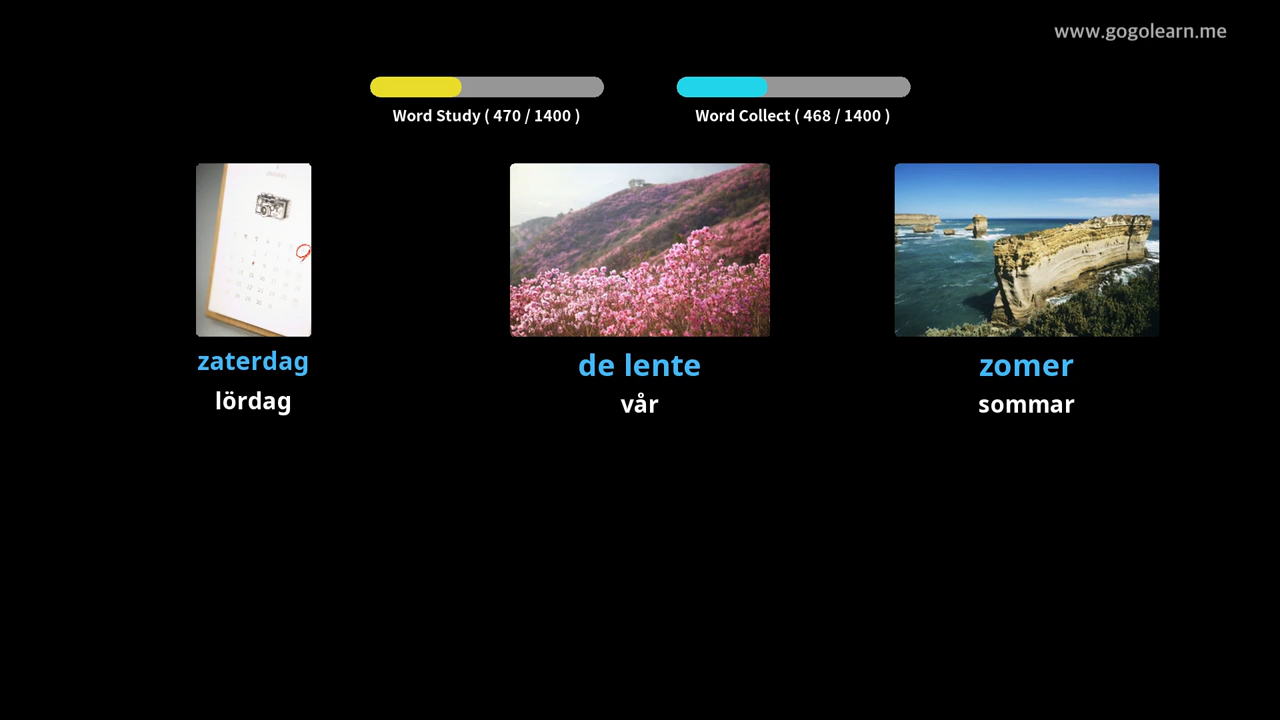 www.gogolearn.me
Word Study ( 470 / 1400 )
Word Collect ( 468 / 1400 )
zaterdag
de lente
zomer
lördag
vår
sommar